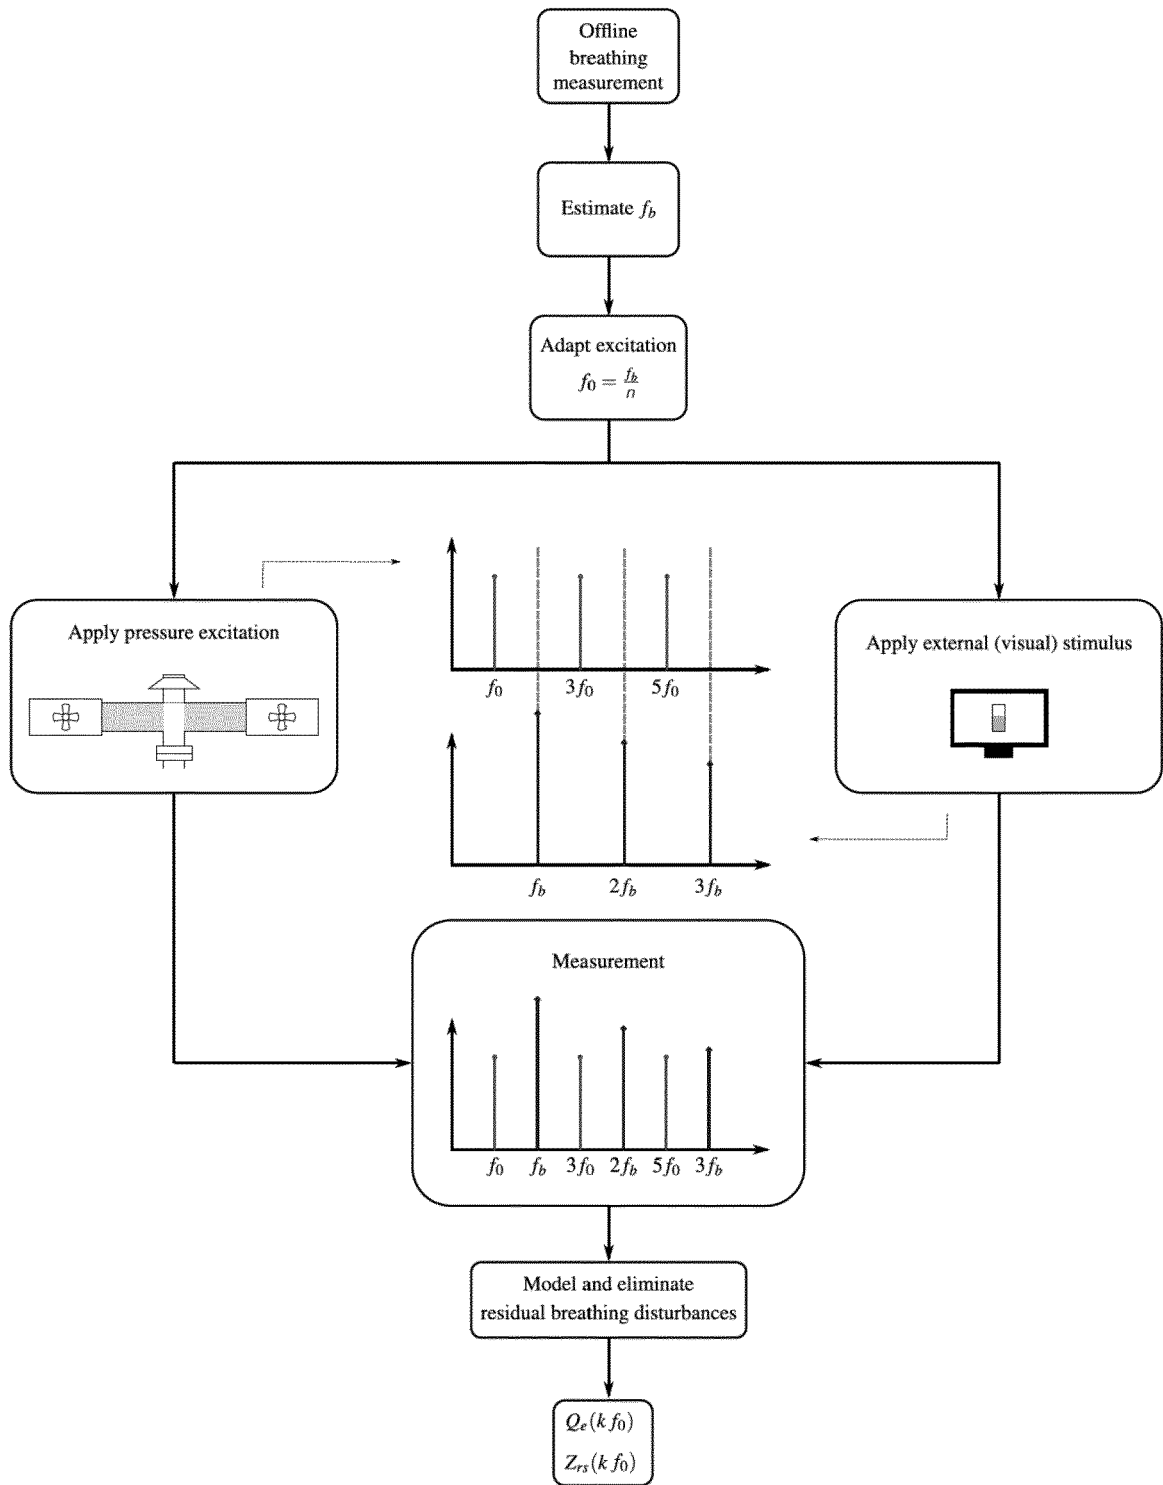 Offline
breathing
measurement
Estimate f_b
Adapt excitation
f_0 = f_b/n
Apply pressure excitation
f_0 3f_0 5f_0
f_b 2f_b 3f_b
Apply external (visual) stimulus
Measurement
f_0 f_b 3f_0 2f_b 5f_0 3f_b
Model and eliminate
residual breathing disturbances
Q_e(k f_0)
Z_{rs}(k f_0)